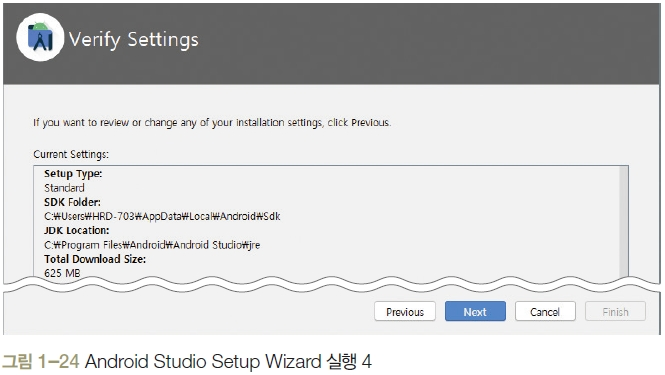 Verify Settings
If you want to review or change any of your installation settings, click Previous.
Current Settings:
Setup Type:
Standard
SDK Folder:
C:₩Users₩HRD-703₩AppData₩Local₩Android₩Sdk
JDK Location:
C:₩Program Files₩Android₩Android Studio₩jre
Total Download Size:
625 MB
Previous Next Cancel Finish
그림 1-24 Android Studio Setup Wizard 실행 4